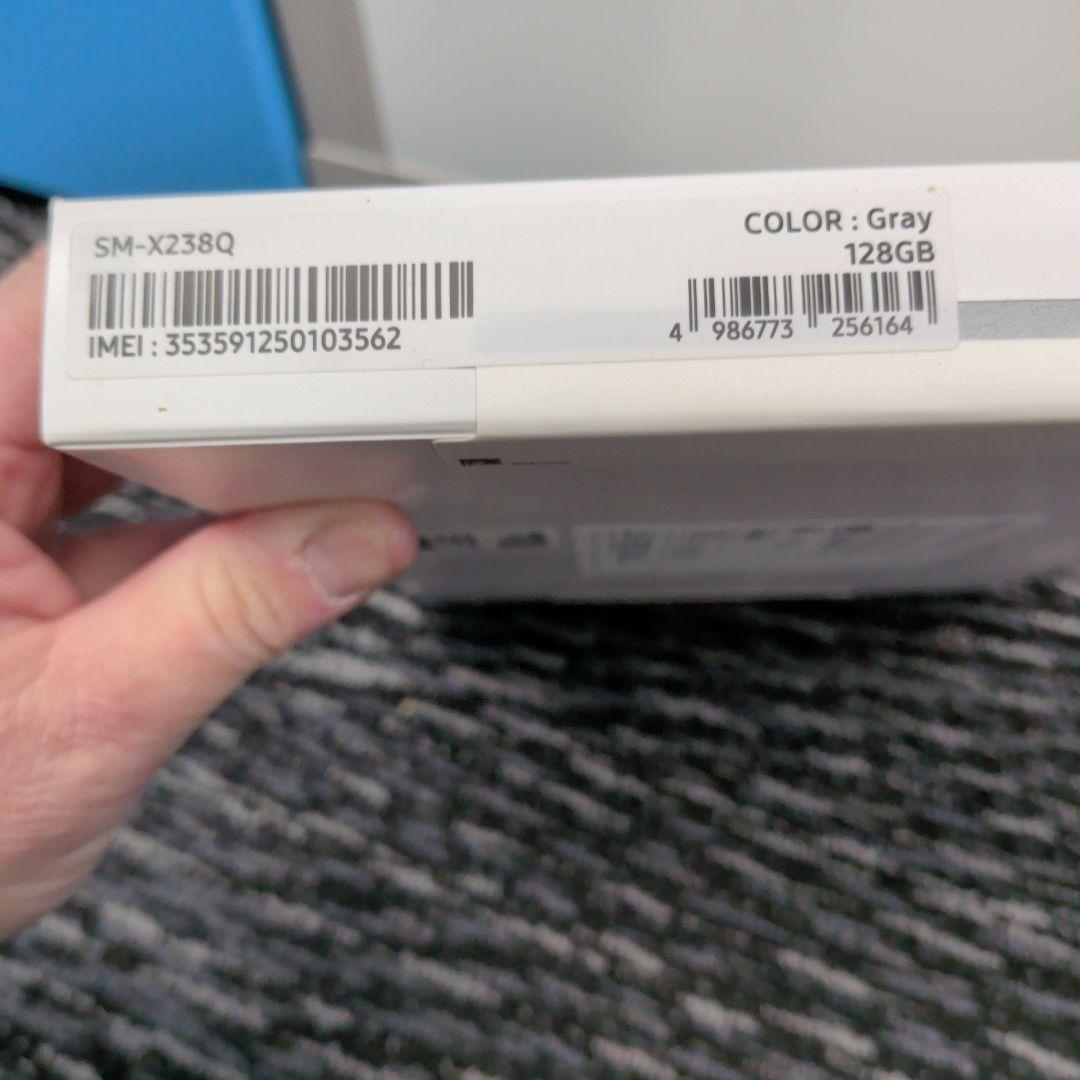 SM-X238Q
IMEI : 353591250103562
COLOR : Gray
128GB
4 986773 256164